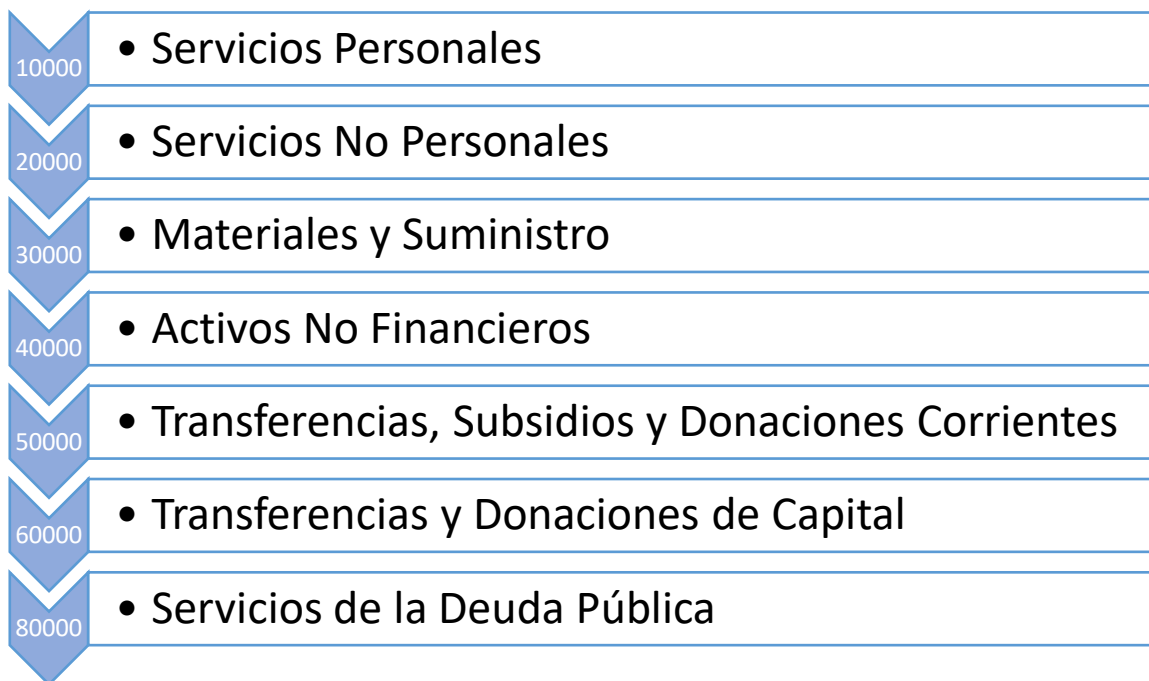 10000 • Servicios Personales
20000 • Servicios No Personales
30000 • Materiales y Suministro
40000 • Activos No Financieros
50000 • Transferencias, Subsidios y Donaciones Corrientes
60000 • Transferencias y Donaciones de Capital
80000 • Servicios de la Deuda Pública